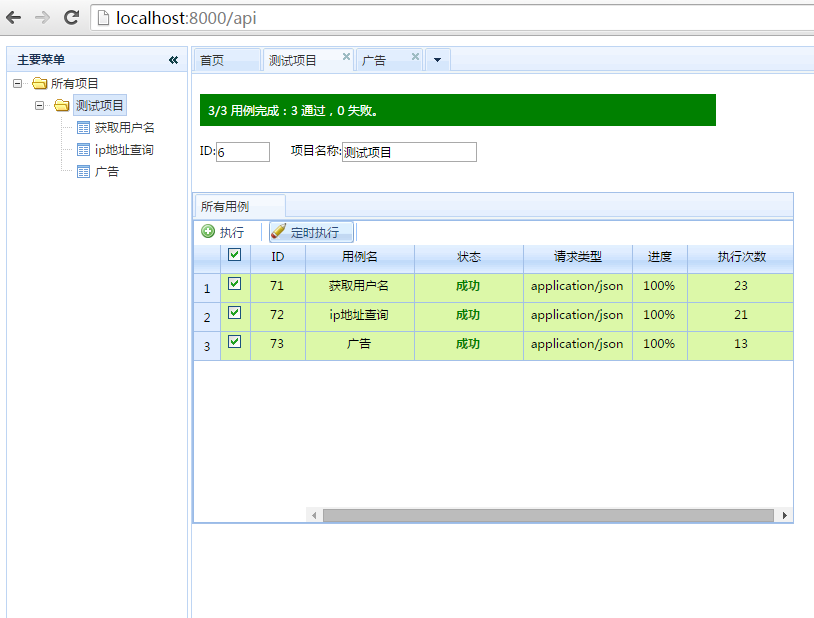 localhost:8000/api
主要菜单
所有项目
测试项目
获取用户名
ip地址查询
广告
首页 测试项目 广告
3/3 用例完成：3 通过，0 失败。
ID: 6 项目名称: 测试项目
所有用例
执行 定时执行
ID 用例名 状态 请求类型 进度 执行次数
1 71 获取用户名 成功 application/json 100% 23
2 72 ip地址查询 成功 application/json 100% 21
3 73 广告 成功 application/json 100% 13